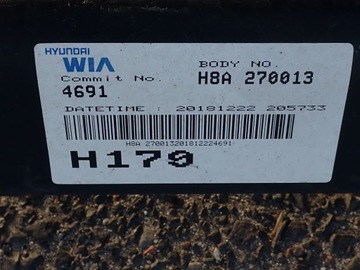 HYUNDAI
WIA
BODY NO.
Commit No.
H8A 270013
4691
DATETIME : 20181222 205733
H8A 270013201812224691
H179